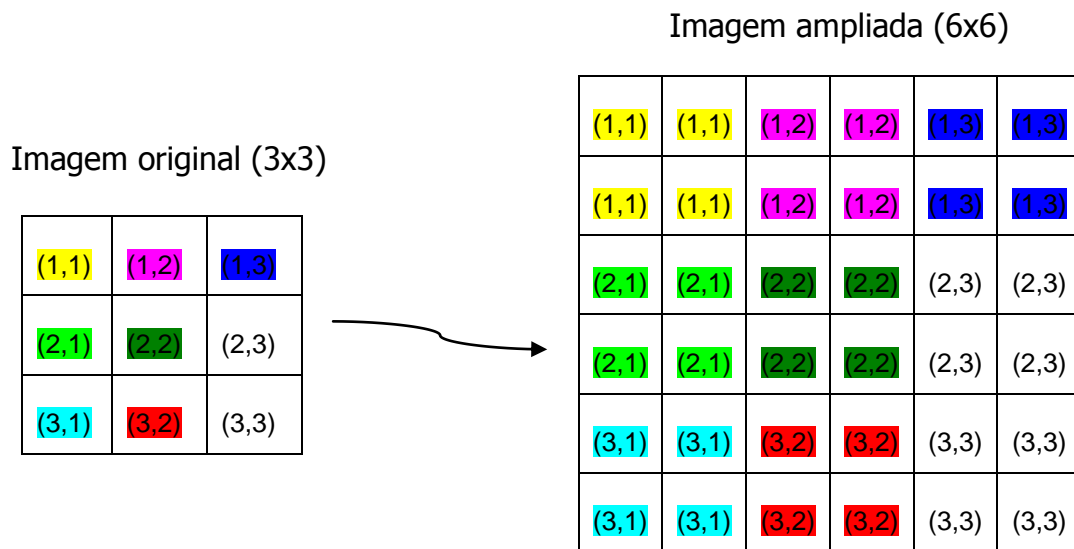 Imagem ampliada (6x6)
(1,1) (1,1) (1,2) (1,2) (1,3) (1,3)
(1,1) (1,1) (1,2) (1,2) (1,3) (1,3)
(2,1) (2,1) (2,2) (2,2) (2,3) (2,3)
(2,1) (2,1) (2,2) (2,2) (2,3) (2,3)
(3,1) (3,1) (3,2) (3,2) (3,3) (3,3)
(3,1) (3,1) (3,2) (3,2) (3,3) (3,3)
Imagem original (3x3)
(1,1) (1,2) (1,3)
(2,1) (2,2) (2,3)
(3,1) (3,2) (3,3)